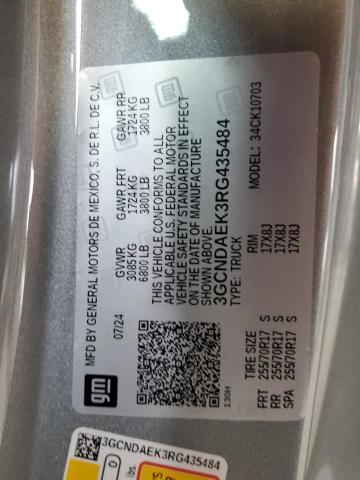 MFD BY GENERAL MOTORS DE MEXICO, S. DE R.L. DE C.V.
07/24
GVWR GAWR FRT GAWR RR
3085 KG 1724 KG 1724 KG
6800 LB 3800 LB 3800 LB
THIS VEHICLE CONFORMS TO ALL
APPLICABLE U.S. FEDERAL MOTOR
VEHICLE SAFETY STANDARDS IN EFFECT
ON THE DATE OF MANUFACTURE
SHOWN ABOVE.
3GCNDAEK3RG435484
TYPE: TRUCK MODEL: 34CK10703
TIRE SIZE RIM
FRT 255/70R17 S 17X8J
RR 255/70R17 S 17X8J
SPA 255/70R17 S 17X8J
gm
130H
3GCNDAEK3RG435484
0
lbs.